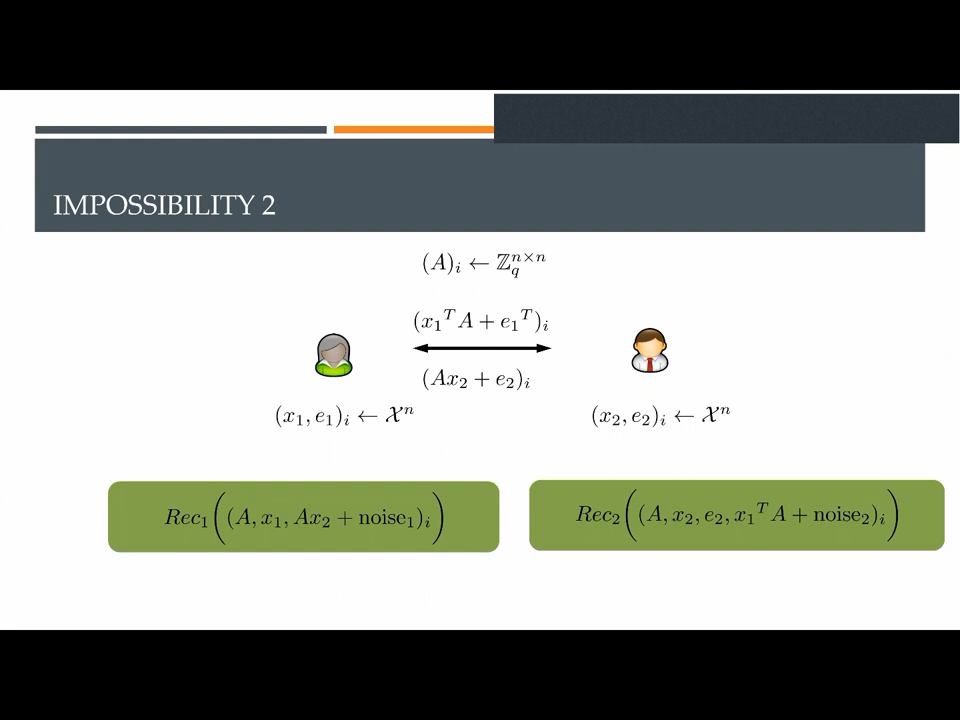 IMPOSSIBILITY 2
$(A)_i \leftarrow \mathbb{Z}_q^{n \times n}$
$({x_1}^T A + {e_1}^T)_i$
$(Ax_2 + e_2)_i$
$(x_1, e_1)_i \leftarrow \mathcal{X}^n$
$(x_2, e_2)_i \leftarrow \mathcal{X}^n$
$Rec_1\Big((A, x_1, Ax_2 + \text{noise}_1)_i\Big)$
$Rec_2\Big((A, x_2, e_2, {x_1}^T A + \text{noise}_2)_i\Big)$